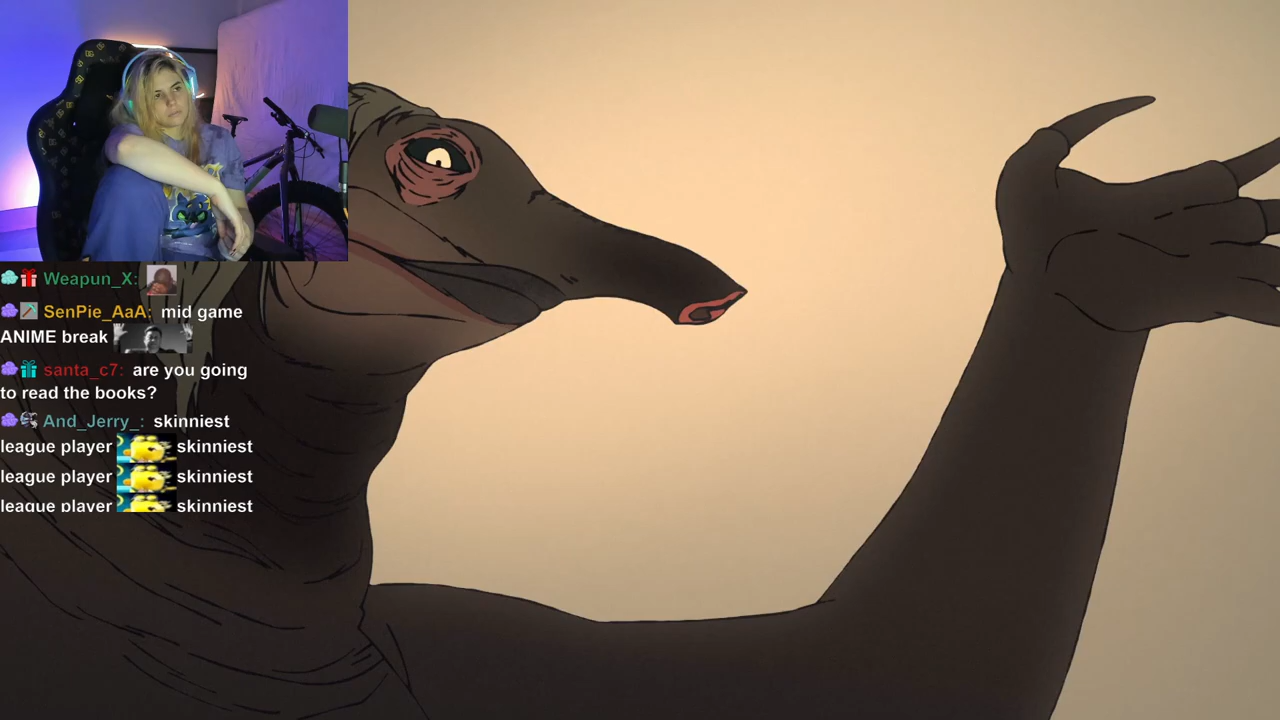 Weapun_X:
SenPie_AaA: mid game
ANIME break
santa_c7: are you going
to read the books?
And_Jerry_: skinniest
league player skinniest
league player skinniest
league player skinniest